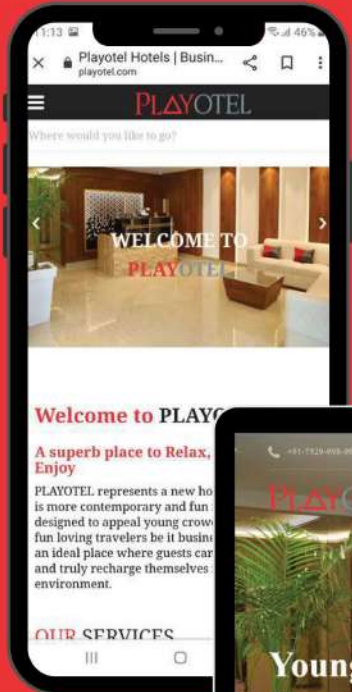 1:13
46%
Playotel Hotels | Busin...
playotel.com
PLAYOTEL
Where would you like to go?
WELCOME TO
PLAYOTEL
Welcome to PLAYO
A superb place to Relax,
Enjoy
PLAYOTEL represents a new ho
is more contemporary and fun
designed to appeal young crow
fun loving travelers be it busin
an ideal place where guests can
and truly recharge themselves
environment.
OUR SERVICES
PLAYO
Young